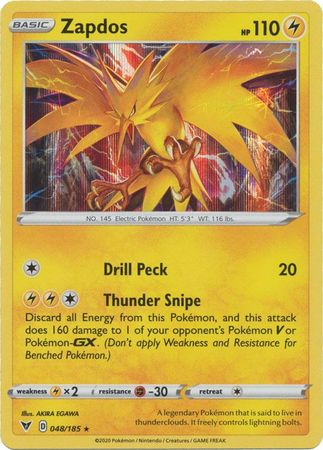 BASIC Zapdos HP 110
NO. 145 Electric Pokémon HT: 5'3" WT: 116 lbs.
Drill Peck 20
Thunder Snipe
Discard all Energy from this Pokémon, and this attack
does 160 damage to 1 of your opponent's Pokémon V or
Pokémon-GX. (Don't apply Weakness and Resistance for
Benched Pokémon.)
weakness ×2 resistance -30 retreat
Illus. AKIRA EGAWA
D 048/185 ★
A legendary Pokémon that is said to live in
thunderclouds. It freely controls lightning bolts.
©2020 Pokémon / Nintendo / Creatures / GAME FREAK